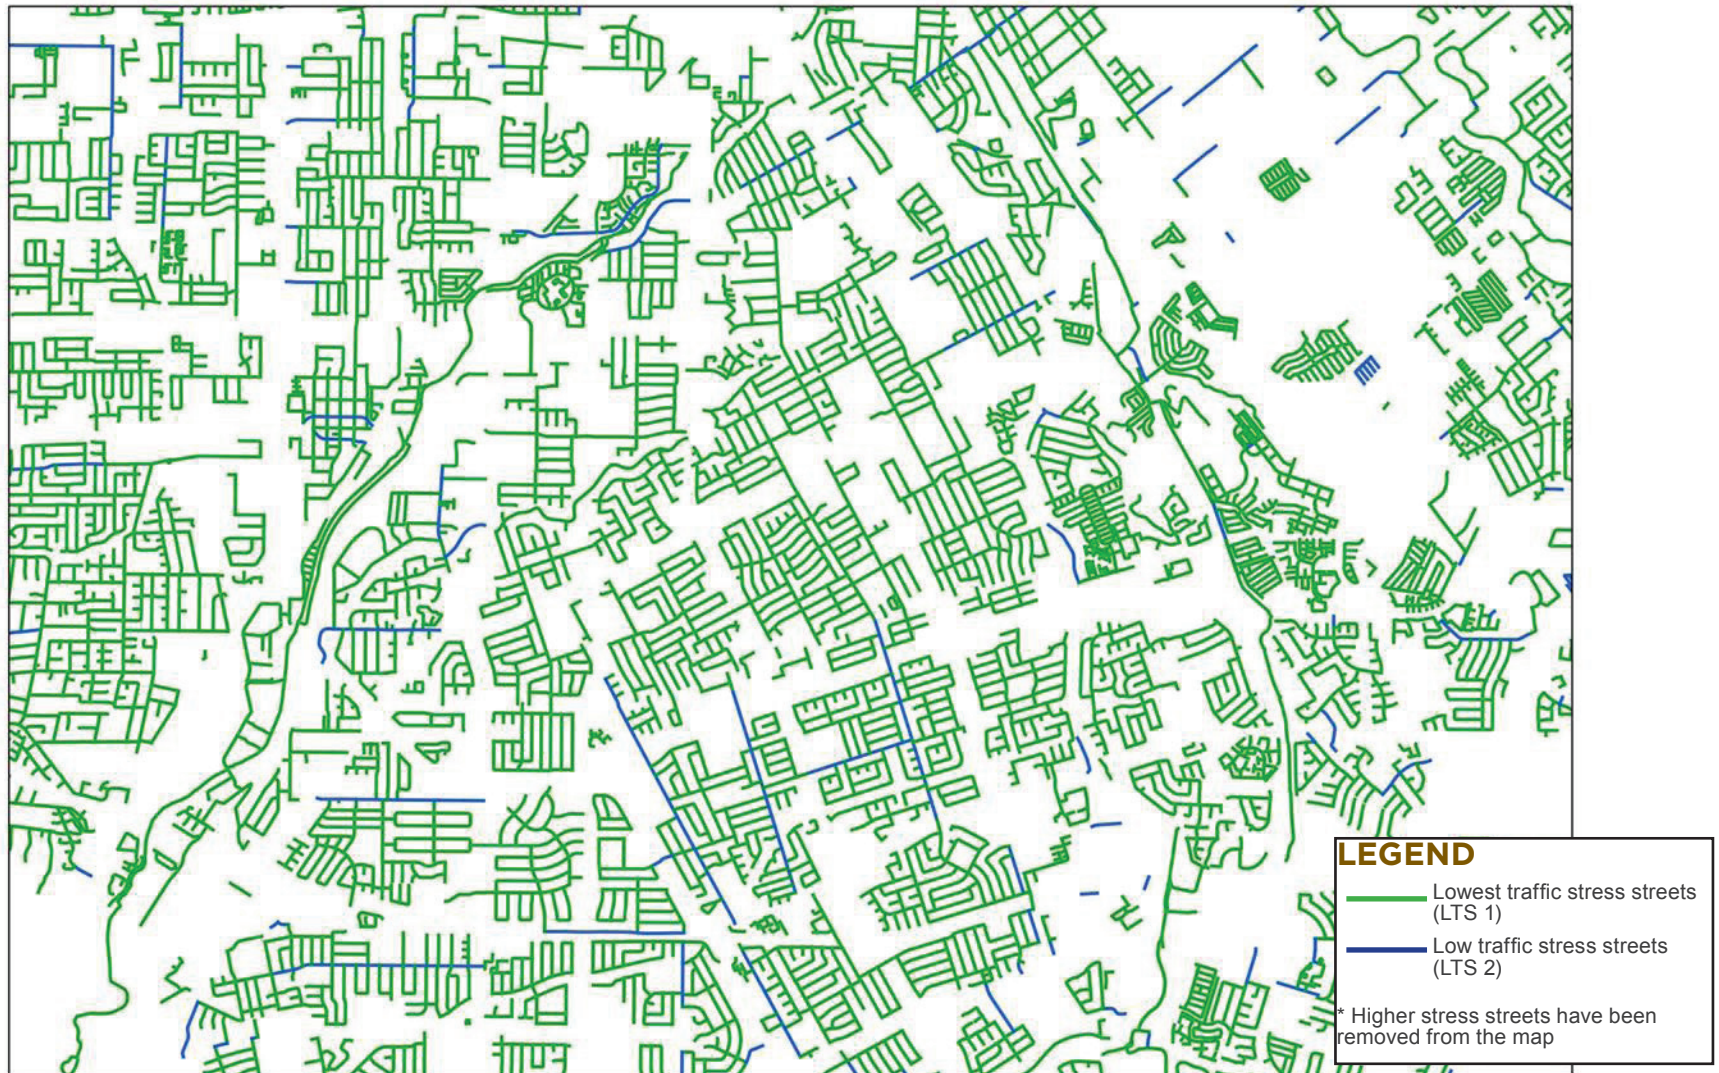 LEGEND
Lowest traffic stress streets
(LTS 1)
Low traffic stress streets
(LTS 2)
* Higher stress streets have been
removed from the map